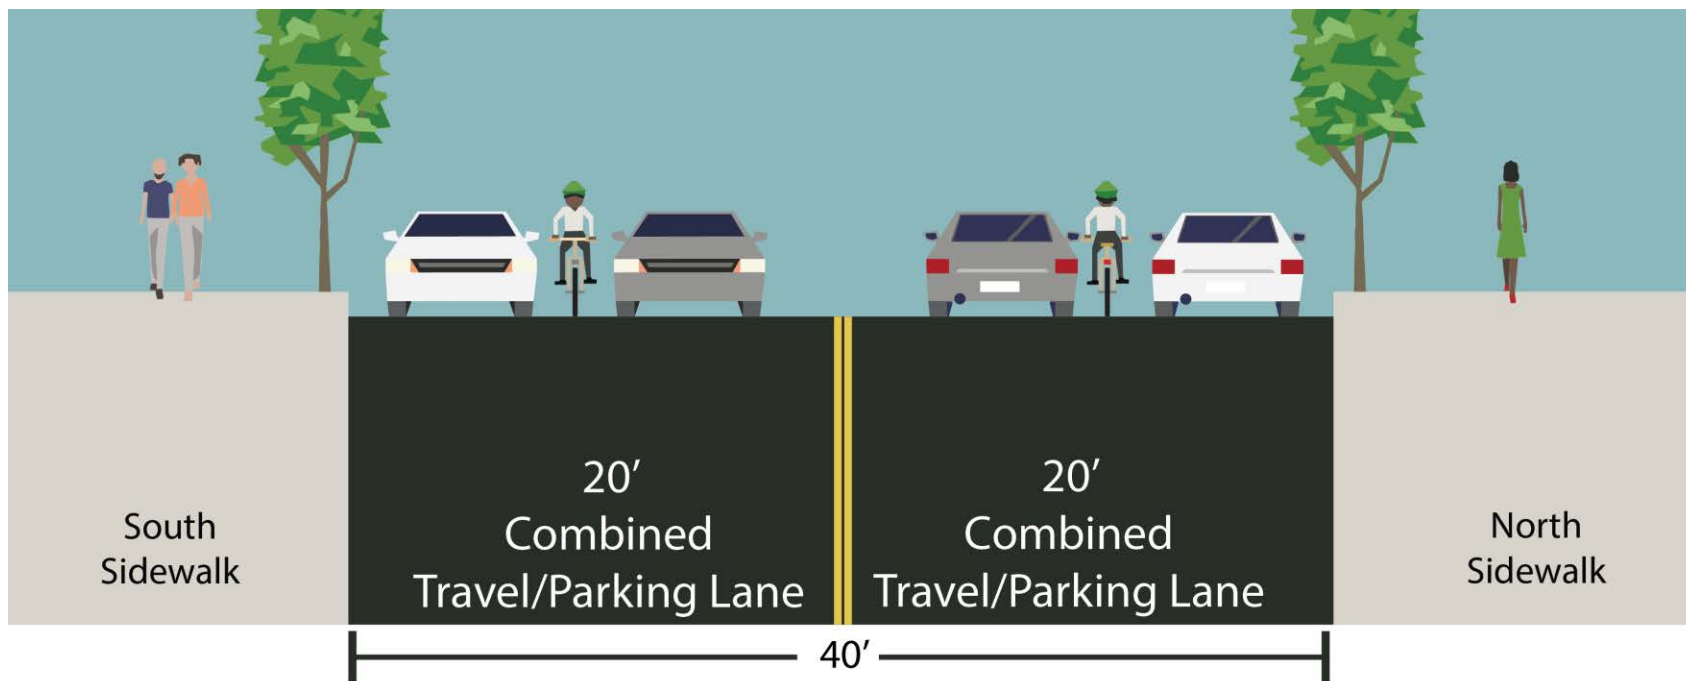 South
Sidewalk
20’
Combined
Travel/Parking Lane
20’
Combined
Travel/Parking Lane
North
Sidewalk
40’